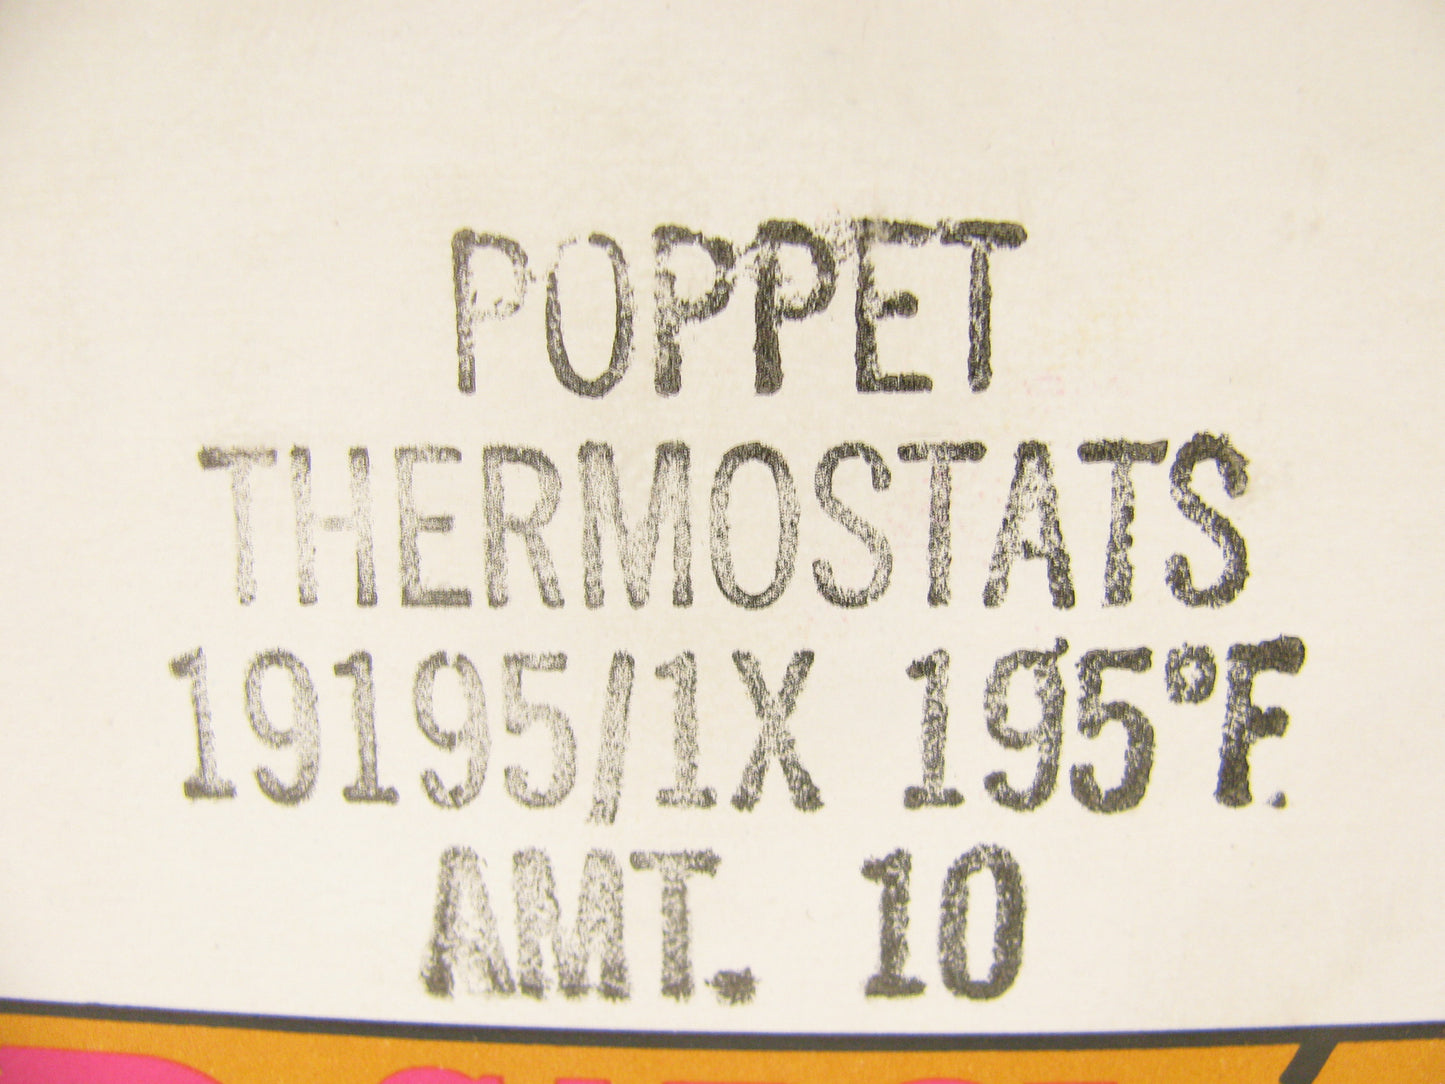 POPPET
THERMOSTATS
19195/1X 195°F.
AMT. 10